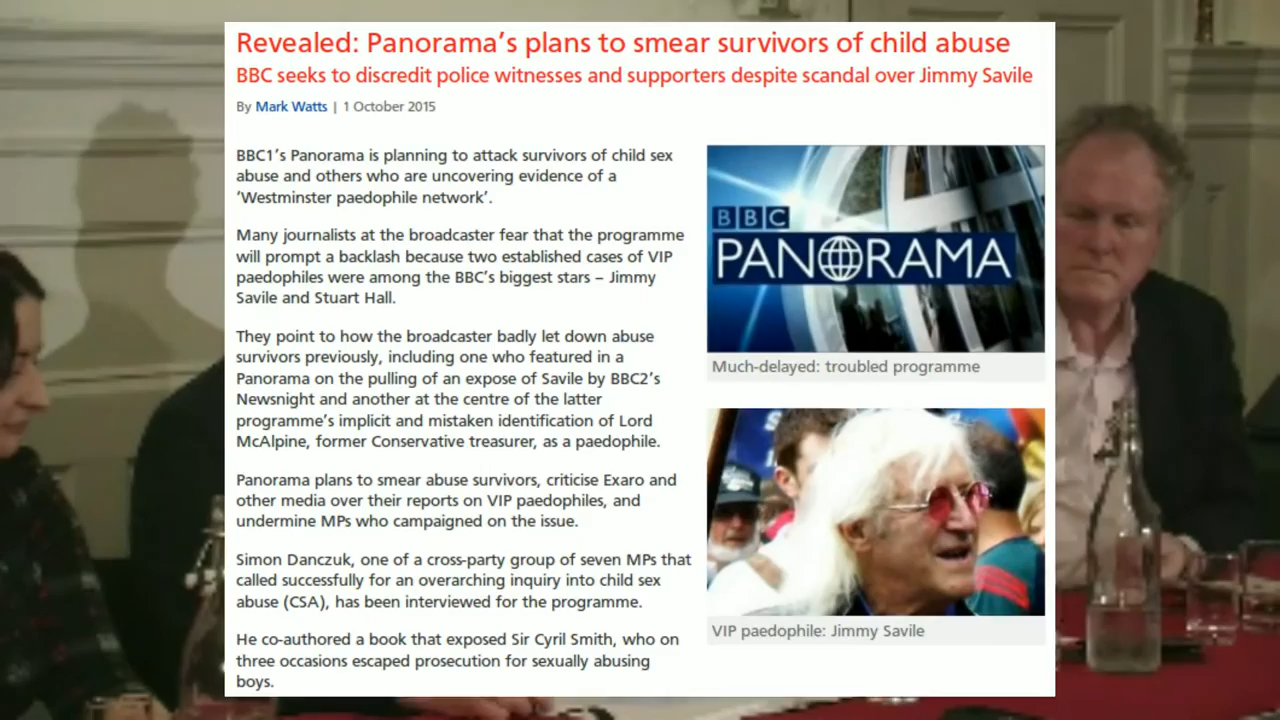 Revealed: Panorama's plans to smear survivors of child abuse
BBC seeks to discredit police witnesses and supporters despite scandal over Jimmy Savile
By Mark Watts | 1 October 2015
BBC1's Panorama is planning to attack survivors of child sex
abuse and others who are uncovering evidence of a
'Westminster paedophile network'.
Many journalists at the broadcaster fear that the programme
will prompt a backlash because two established cases of VIP
paedophiles were among the BBC's biggest stars – Jimmy
Savile and Stuart Hall.
They point to how the broadcaster badly let down abuse
survivors previously, including one who featured in a
Panorama on the pulling of an expose of Savile by BBC2's
Newsnight and another at the centre of the latter
programme's implicit and mistaken identification of Lord
McAlpine, former Conservative treasurer, as a paedophile.
Panorama plans to smear abuse survivors, criticise Exaro and
other media over their reports on VIP paedophiles, and
undermine MPs who campaigned on the issue.
Simon Danczuk, one of a cross-party group of seven MPs that
called successfully for an overarching inquiry into child sex
abuse (CSA), has been interviewed for the programme.
He co-authored a book that exposed Sir Cyril Smith, who on
three occasions escaped prosecution for sexually abusing
boys.
BBC
PANORAMA
Much-delayed: troubled programme
VIP paedophile: Jimmy Savile